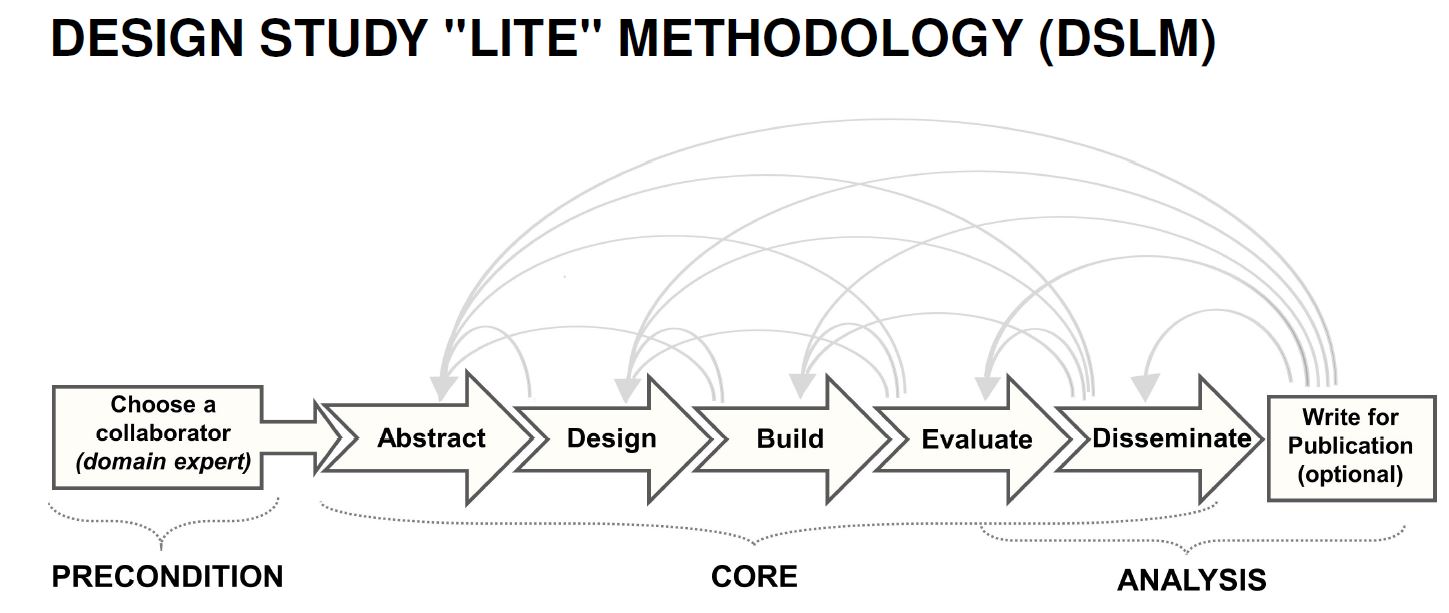 DESIGN STUDY "LITE" METHODOLOGY (DSLM)
Choose a
collaborator
(domain expert)
Abstract
Design
Build
Evaluate
Disseminate
Write for
Publication
(optional)
PRECONDITION
CORE
ANALYSIS